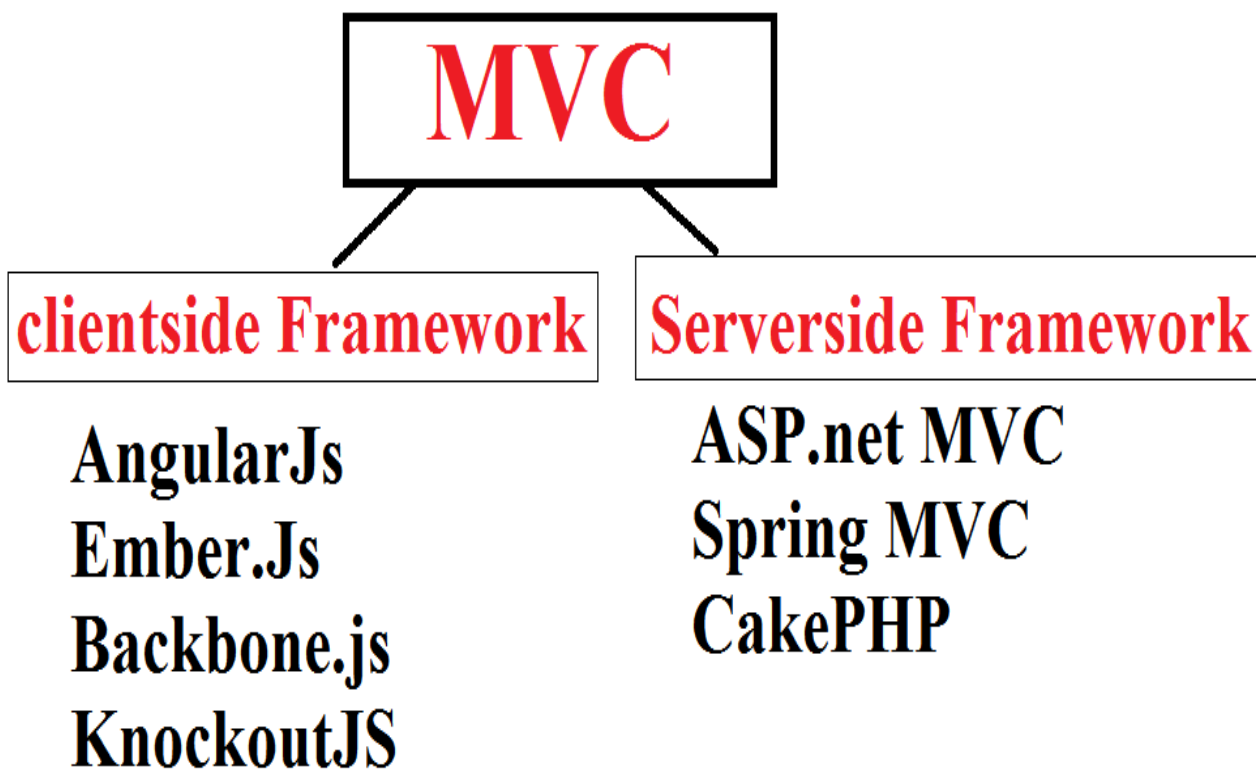 MVC
clientside Framework
Serverside Framework
AngularJs
Ember.Js
Backbone.js
KnockoutJS
ASP.net MVC
Spring MVC
CakePHP